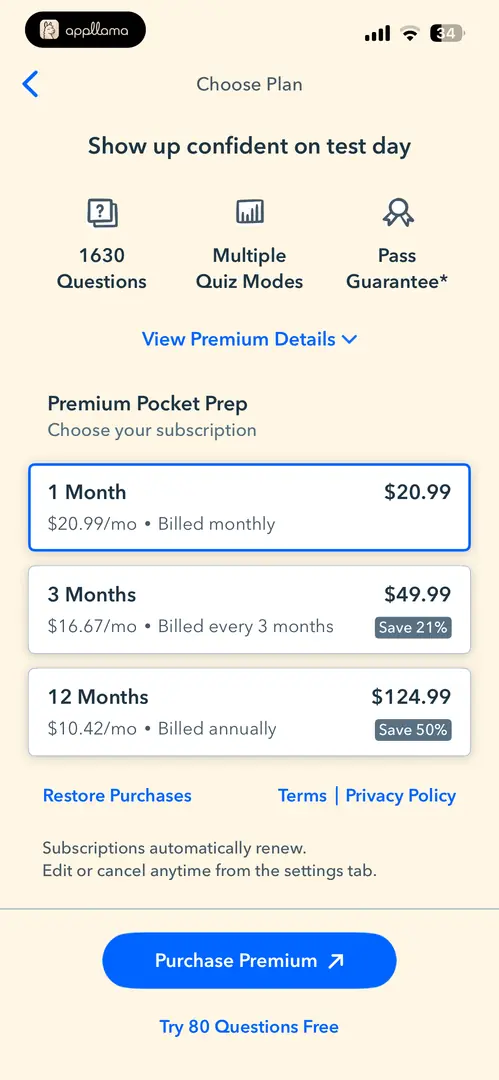 appllama
34
Choose Plan
Show up confident on test day
?
1630
Questions
Multiple
Quiz Modes
Pass
Guarantee*
View Premium Details
Premium Pocket Prep
Choose your subscription
1 Month $20.99
$20.99/mo • Billed monthly
3 Months $49.99
$16.67/mo • Billed every 3 months Save 21%
12 Months $124.99
$10.42/mo • Billed annually Save 50%
Restore Purchases Terms | Privacy Policy
Subscriptions automatically renew.
Edit or cancel anytime from the settings tab.
Purchase Premium
Try 80 Questions Free